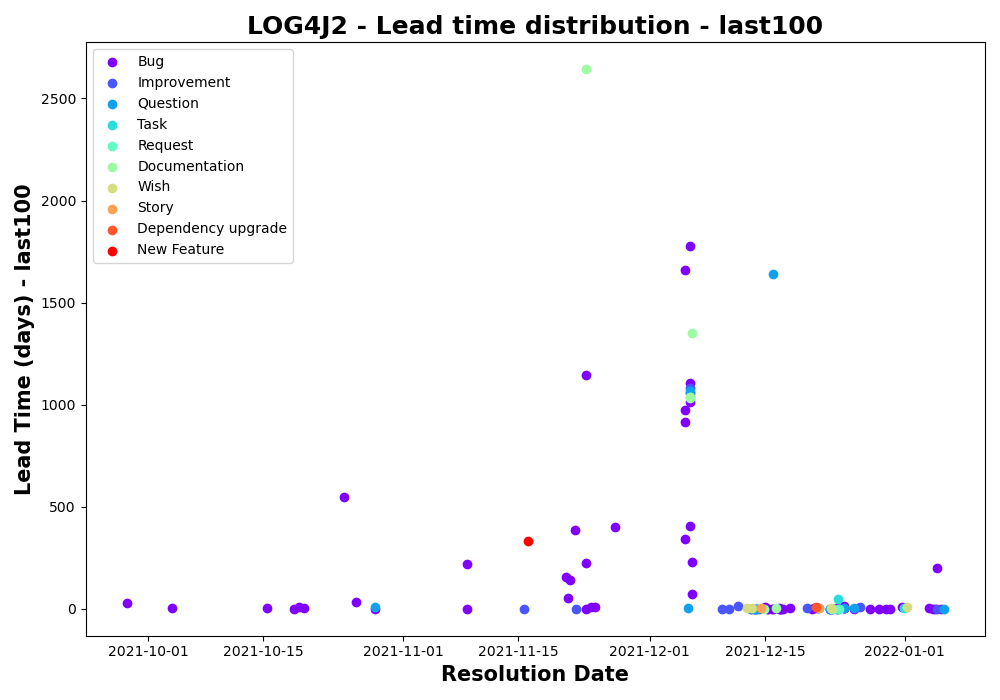 LOG4J2 - Lead time distribution - last100
Bug
Improvement
Question
Task
Request
Documentation
Wish
Story
Dependency upgrade
New Feature
Lead Time (days) - last100
2500
2000
1500
1000
500
0
2021-10-01 2021-10-15 2021-11-01 2021-11-15 2021-12-01 2021-12-15 2022-01-01
Resolution Date